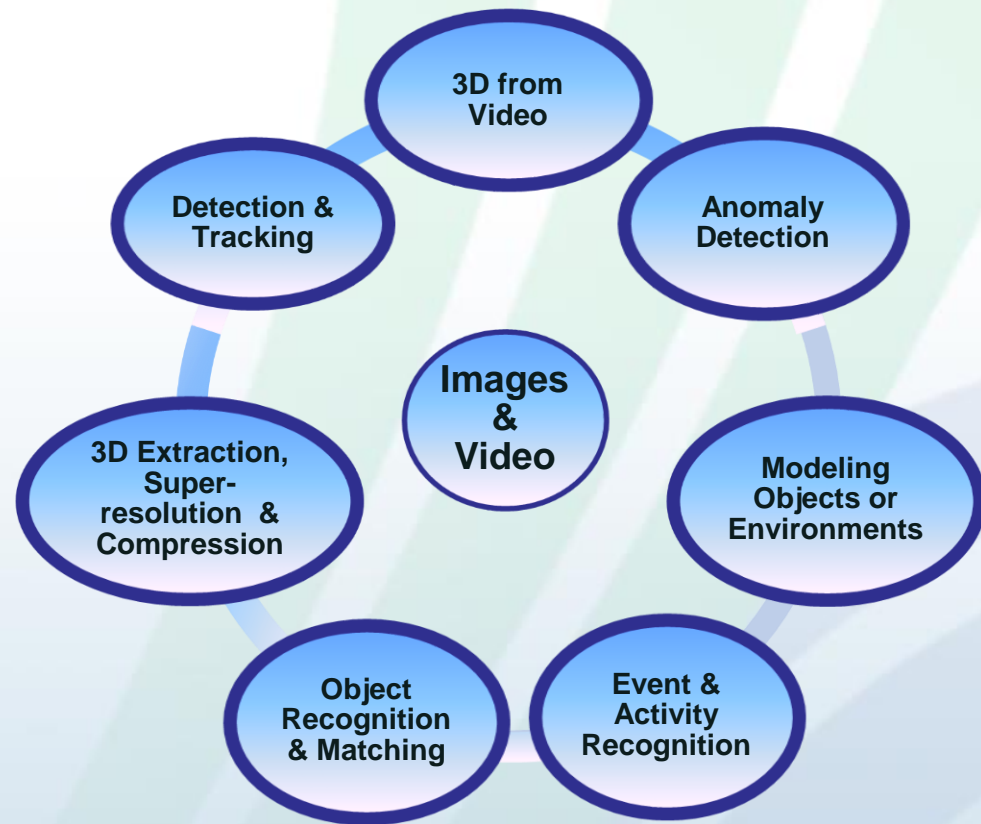 3D from
Video
Detection &
Tracking
Anomaly
Detection
Images
&
Video
3D Extraction,
Super-
resolution &
Compression
Modeling
Objects or
Environments
Object
Recognition
& Matching
Event &
Activity
Recognition